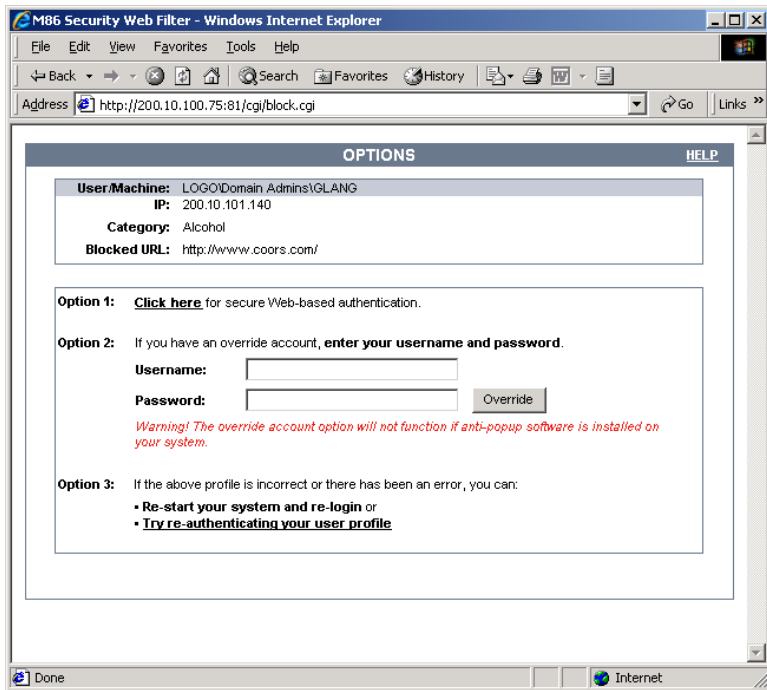 M86 Security Web Filter - Windows Internet Explorer
File Edit View Favorites Tools Help
Back Search Favorites History
Address http://200.10.100.75:81/cgi/block.cgi Go Links »
OPTIONS HELP
User/Machine: LOGO\Domain Admins\GLANG
IP: 200.10.101.140
Category: Alcohol
Blocked URL: http://www.coors.com/
Option 1: Click here for secure Web-based authentication.
Option 2: If you have an override account, enter your username and password.
Username:
Password: Override
Warning! The override account option will not function if anti-popup software is installed on
your system.
Option 3: If the above profile is incorrect or there has been an error, you can:
▪ Re-start your system and re-login or
▪ Try re-authenticating your user profile
Done Internet